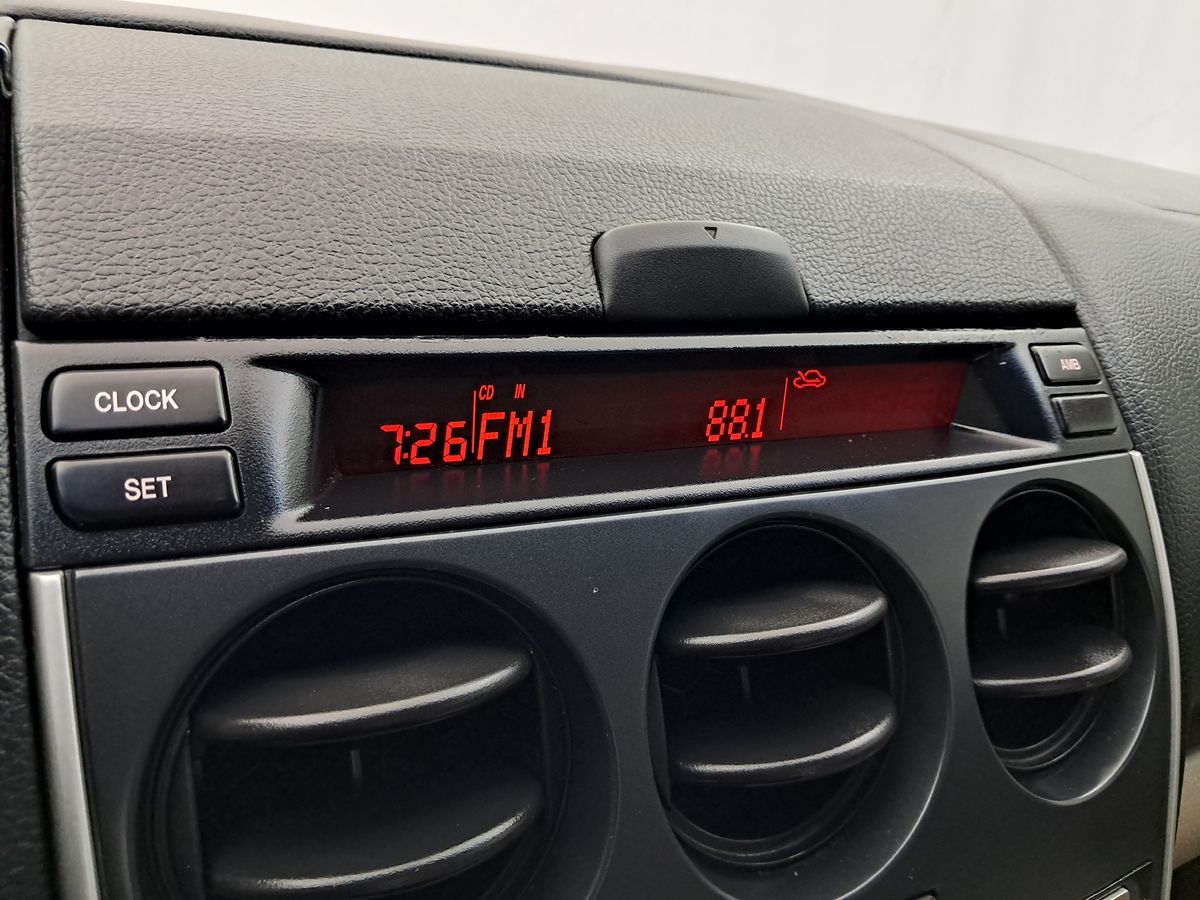 CLOCK
SET
CD IN
7:26 FM1 88.1
AMB